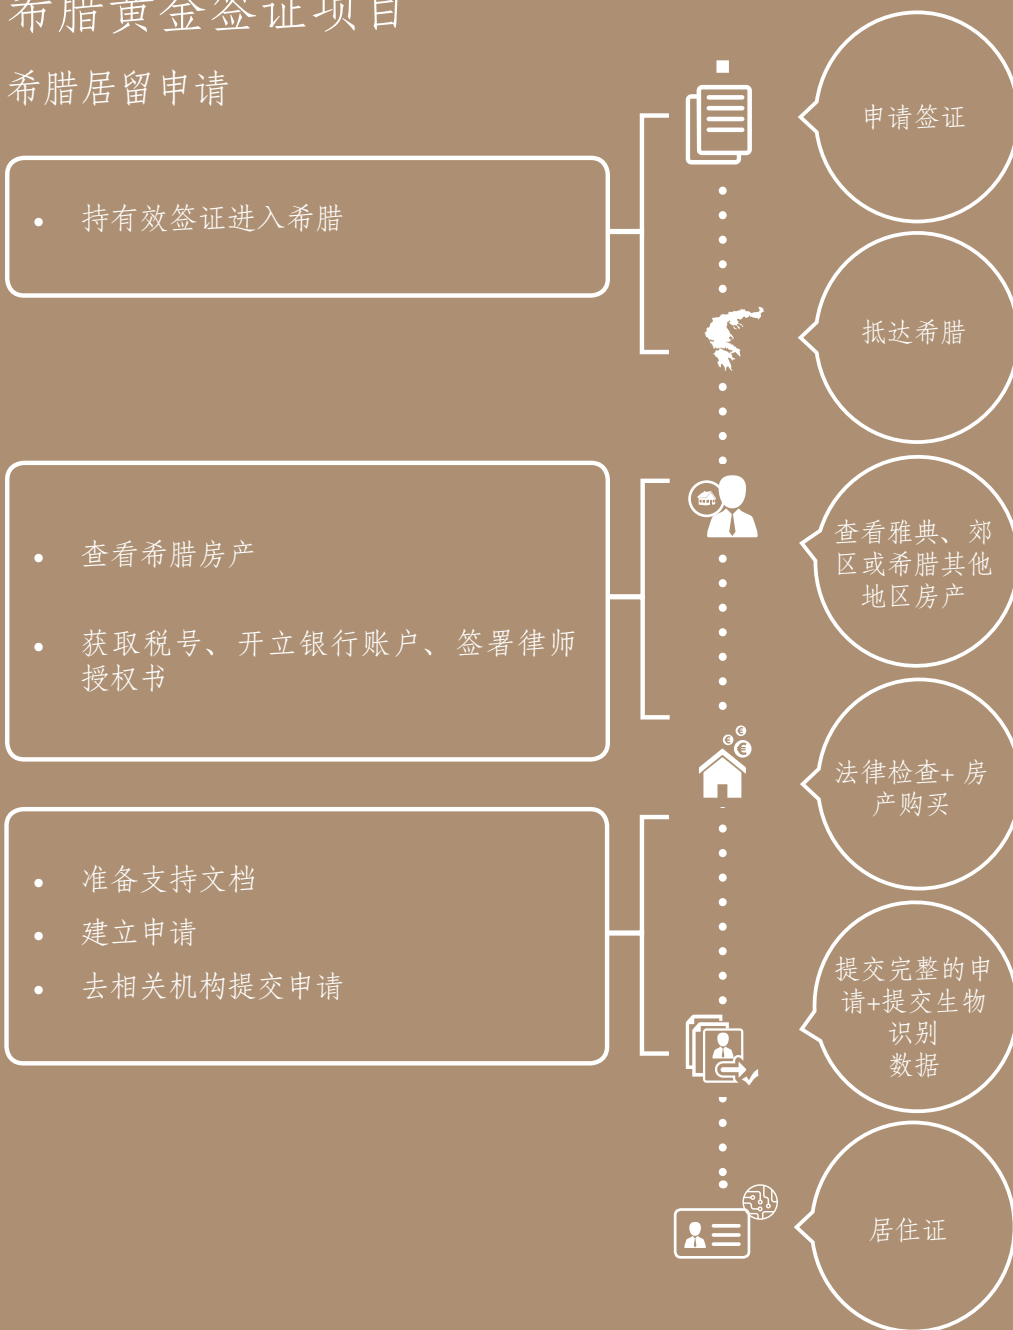 希腊黄金签证项目
希腊居留申请
申请签证
• 持有效签证进入希腊
抵达希腊
• 查看希腊房产
• 获取税号、开立银行账户、签署律师
授权书
查看雅典、郊
区或希腊其他
地区房产
法律检查+ 房
产购买
• 准备支持文档
• 建立申请
• 去相关机构提交申请
提交完整的申
请+提交生物
识别
数据
居住证